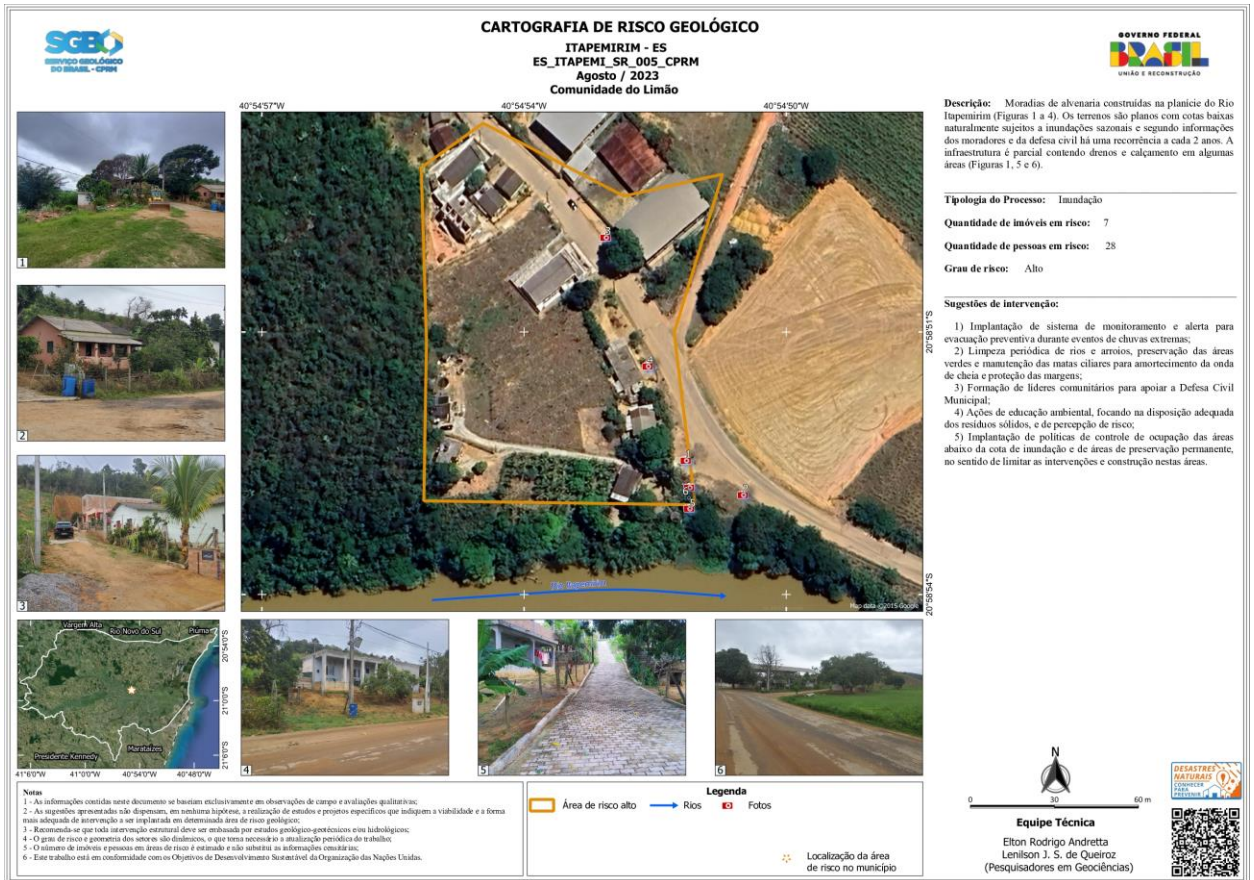 SGB
SERVIÇO GEOLÓGICO
DO BRASIL - CPRM
CARTOGRAFIA DE RISCO GEOLÓGICO
ITAPEMIRIM - ES
ES_ITAPEMI_SR_005_CPRM
Agosto / 2023
Comunidade do Limão
GOVERNO FEDERAL
BRASIL
UNIÃO E RECONSTRUÇÃO
40°54'57"W
40°54'54"W
40°54'50"W
20°58'51"S
20°58'54"S
Rio Itapemirim
Map data ©2015 Google
1
2
3
4
5
6
Descrição: Moradias de alvenaria construídas na planície do Rio
Itapemirim (Figuras 1 a 4). Os terrenos são planos com cotas baixas
naturalmente sujeitos a inundações sazonais e segundo informações
dos moradores e da defesa civil há uma recorrência a cada 2 anos. A
infraestrutura é parcial contendo drenos e calçamento em algumas
áreas (Figuras 1, 5 e 6).
Tipologia do Processo: Inundação
Quantidade de imóveis em risco: 7
Quantidade de pessoas em risco: 28
Grau de risco: Alto
Sugestões de intervenção:
1) Implantação de sistema de monitoramento e alerta para
evacuação preventiva durante eventos de chuvas extremas;
2) Limpeza periódica de rios e arroios, preservação das áreas
verdes e manutenção das matas ciliares para amortecimento da onda
de cheia e proteção das margens;
3) Formação de líderes comunitários para apoiar a Defesa Civil
Municipal;
4) Ações de educação ambiental, focando na disposição adequada
dos resíduos sólidos, e de percepção de risco;
5) Implantação de políticas de controle de ocupação das áreas
abaixo da cota de inundação e de áreas de preservação permanente,
no sentido de limitar as intervenções e construção nestas áreas.
Vargem Alta
Rio Novo do Sul
Piúma
Presidente Kennedy
Marataízes
20°54'0"S
21°0'0"S
21°6'0"S
41°6'0"W
41°0'0"W
40°54'0"W
40°48'0"W
Notas
1 - As informações contidas neste documento se baseiam exclusivamente em observações de campo e avaliações qualitativas;
2 - As sugestões apresentadas não dispensam, em nenhuma hipótese, a realização de estudos e projetos específicos que indiquem a viabilidade e a forma
mais adequada de intervenção a ser implantada em determinada área de risco geológico;
3 - Recomenda-se que toda intervenção estrutural deve ser embasada por estudos geológico-geotécnicos e/ou hidrológicos;
4 - O grau de risco e geometria dos setores são dinâmicos, o que torna necessário a atualização periódica do trabalho;
5 - O número de imóveis e pessoas em áreas de risco é estimado e não substitui as informações censitárias;
6 - Este trabalho está em conformidade com os Objetivos de Desenvolvimento Sustentável da Organização das Nações Unidas.
Legenda
Área de risco alto
Rios
Fotos
Localização da área
de risco no município
N
0 30 60 m
Equipe Técnica
Elton Rodrigo Andretta
Lenilson J. S. de Queiroz
(Pesquisadores em Geociências)
DESASTRES
NATURAIS
CONHECER
PARA
PREVENIR